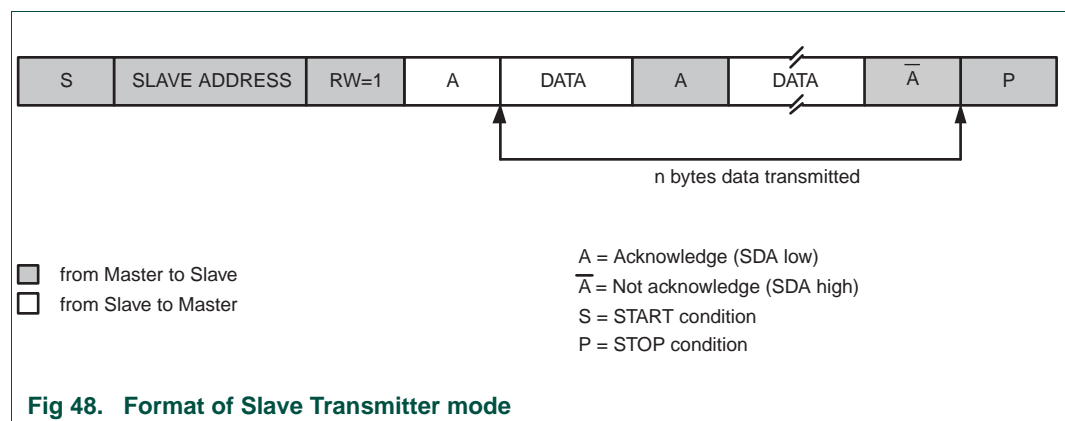 S SLAVE ADDRESS RW=1 A DATA A DATA A̅ P
n bytes data transmitted
from Master to Slave
from Slave to Master
A = Acknowledge (SDA low)
A̅ = Not acknowledge (SDA high)
S = START condition
P = STOP condition
Fig 48. Format of Slave Transmitter mode